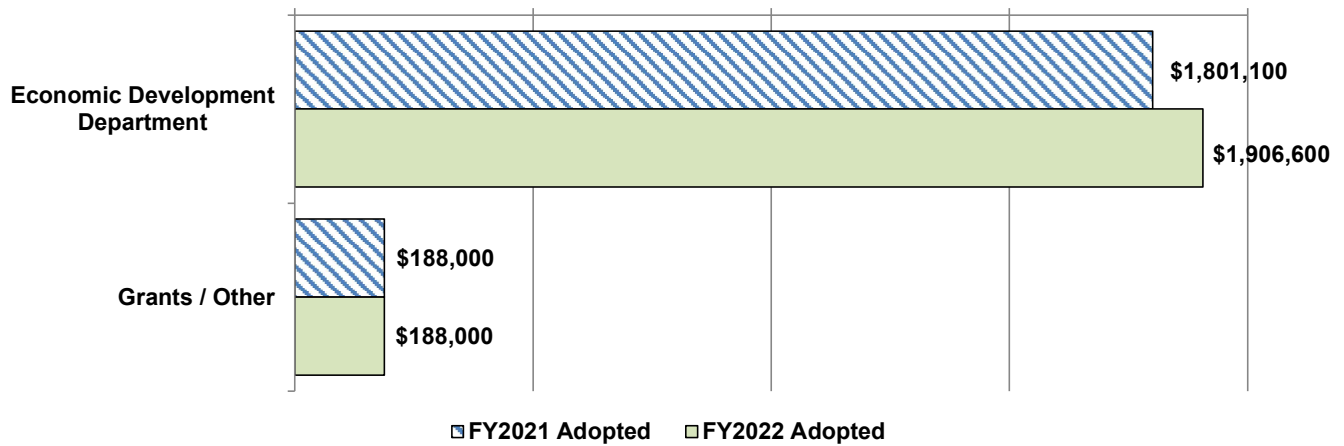 $1,801,100
Economic Development
Department
$1,906,600
$188,000
Grants / Other
$188,000
FY2021 Adopted FY2022 Adopted